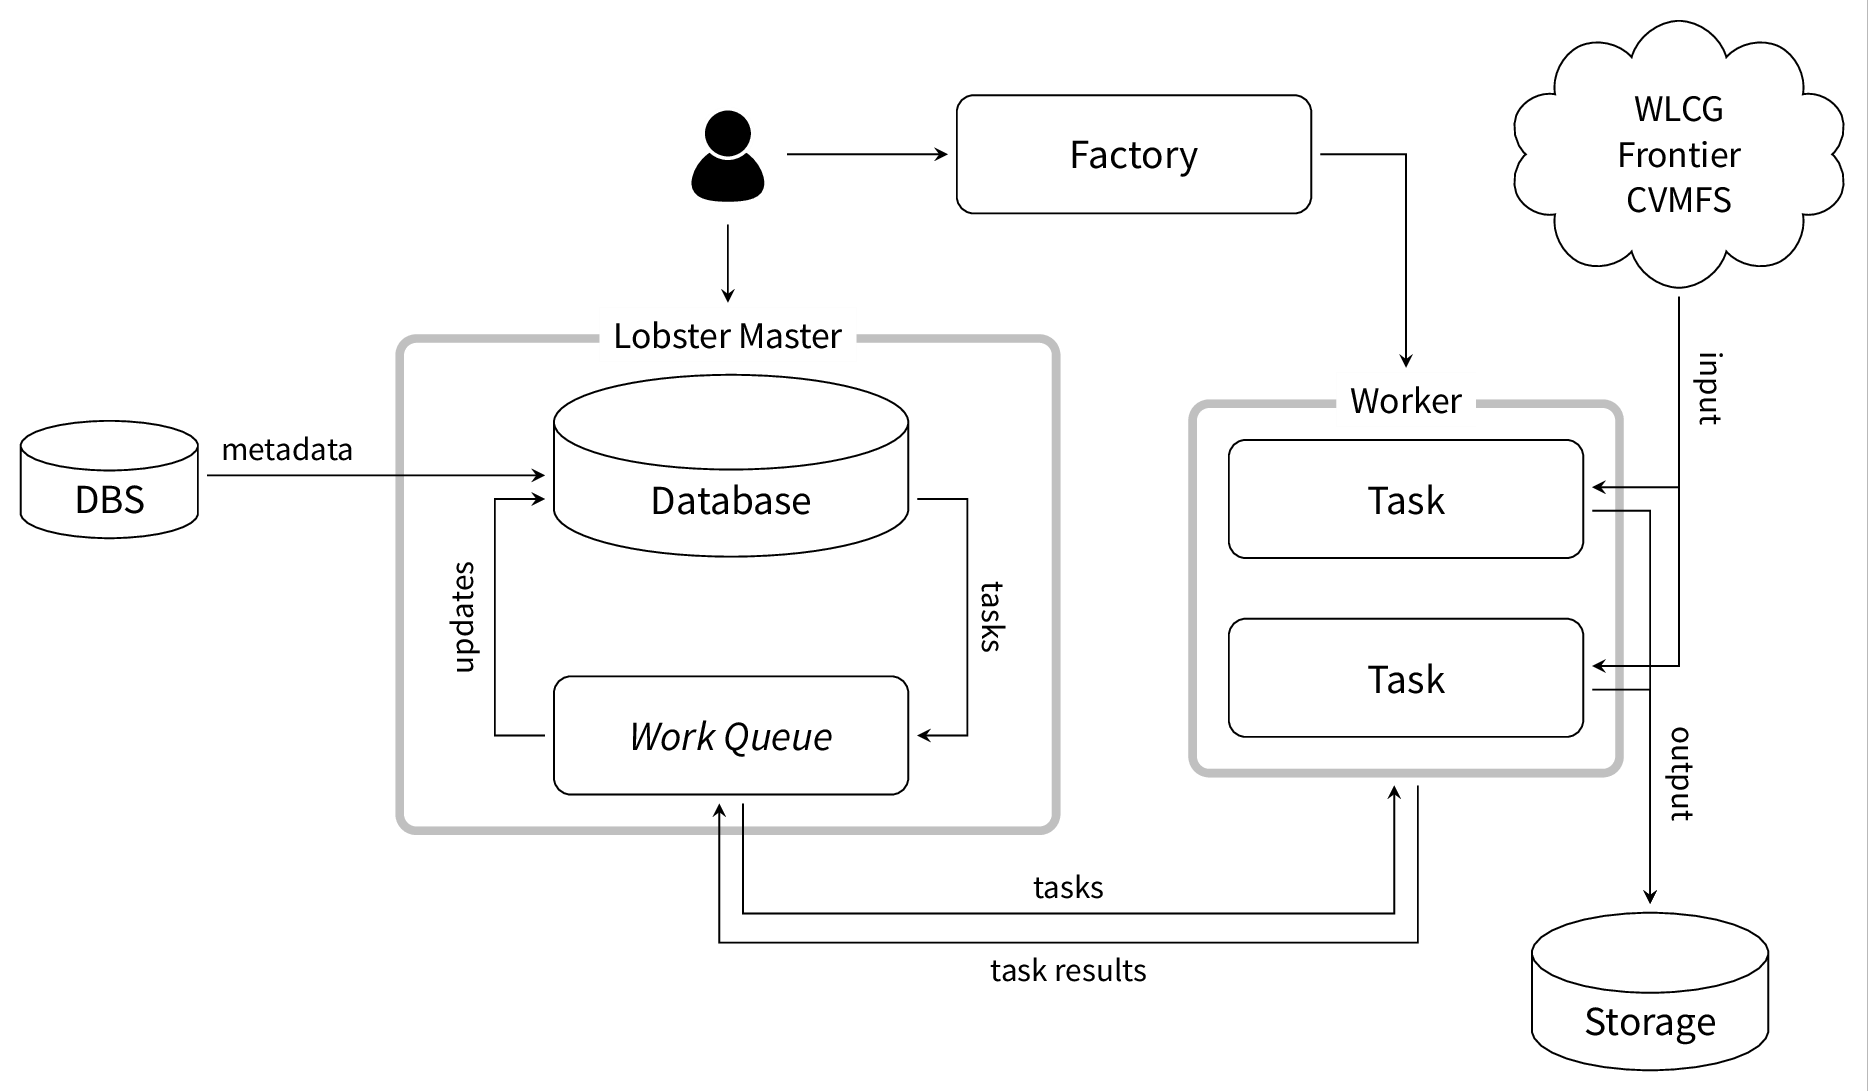 WLCG
Frontier
CVMFS
Factory
Lobster Master
input
Worker
metadata
DBS
Database
Task
updates
tasks
Task
Work Queue
output
tasks
task results
Storage